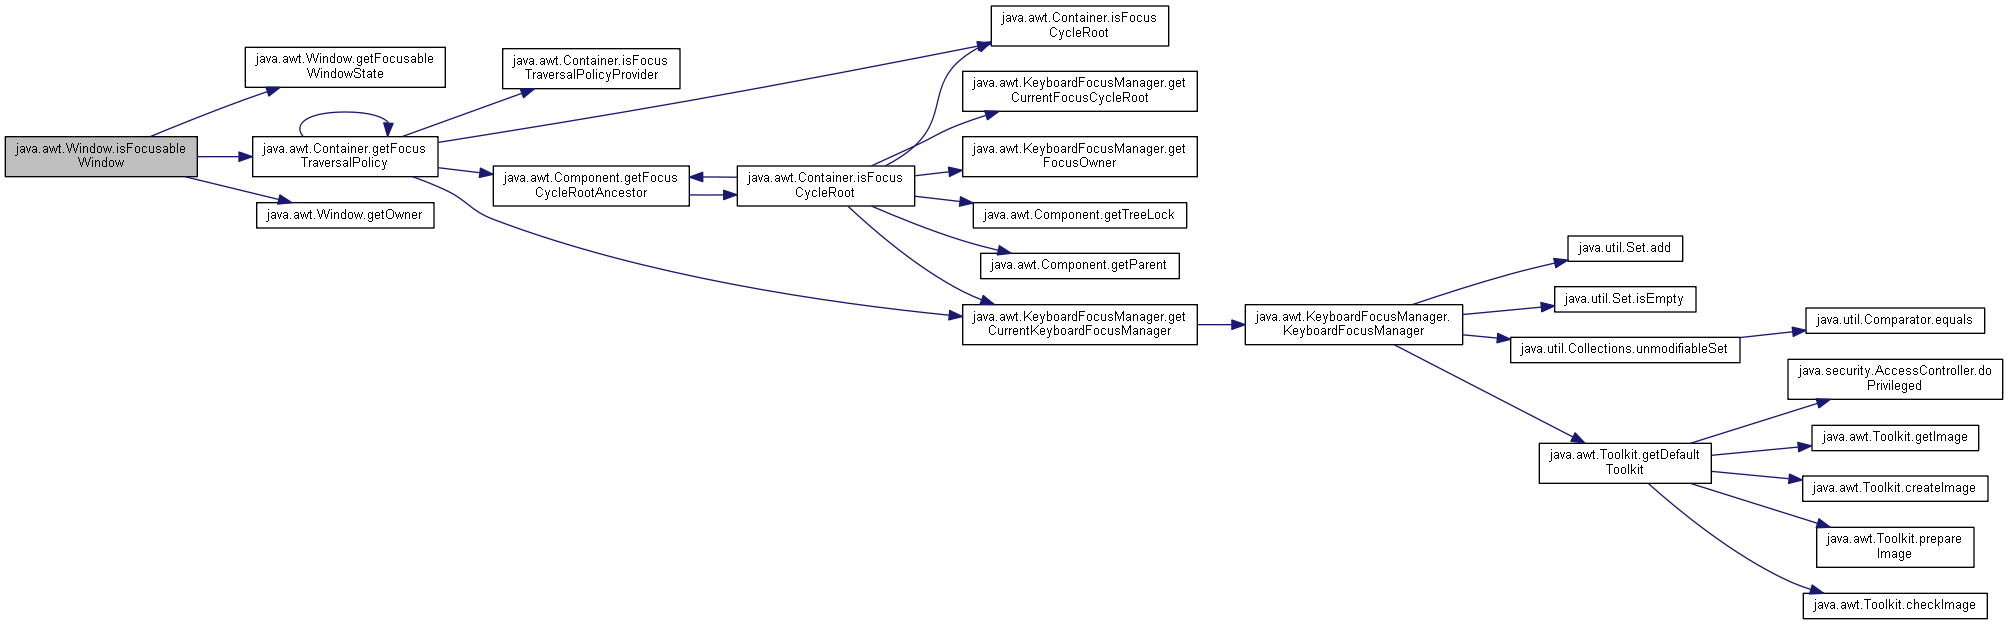 java.awt.Window.isFocusable
Window
java.awt.Window.getFocusable
WindowState
java.awt.Container.getFocus
TraversalPolicy
java.awt.Window.getOwner
java.awt.Container.isFocus
TraversalPolicyProvider
java.awt.Component.getFocus
CycleRootAncestor
java.awt.Container.isFocus
CycleRoot
java.awt.Container.isFocus
CycleRoot
java.awt.KeyboardFocusManager.get
CurrentFocusCycleRoot
java.awt.KeyboardFocusManager.get
FocusOwner
java.awt.Component.getTreeLock
java.awt.Component.getParent
java.awt.KeyboardFocusManager.get
CurrentKeyboardFocusManager
java.awt.KeyboardFocusManager.
KeyboardFocusManager
java.util.Set.add
java.util.Set.isEmpty
java.util.Collections.unmodifiableSet
java.awt.Toolkit.getDefault
Toolkit
java.util.Comparator.equals
java.security.AccessController.do
Privileged
java.awt.Toolkit.getImage
java.awt.Toolkit.createImage
java.awt.Toolkit.prepare
Image
java.awt.Toolkit.checkImage